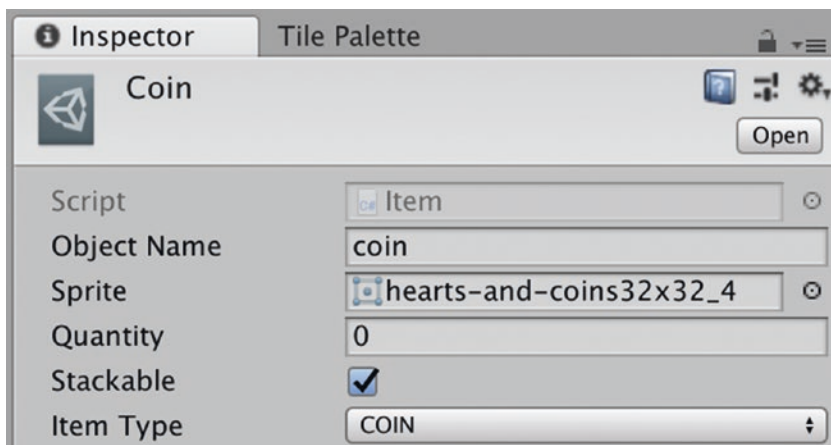 Inspector Tile Palette
Coin
Open
Script Item
Object Name coin
Sprite hearts-and-coins32x32_4
Quantity 0
Stackable
Item Type COIN